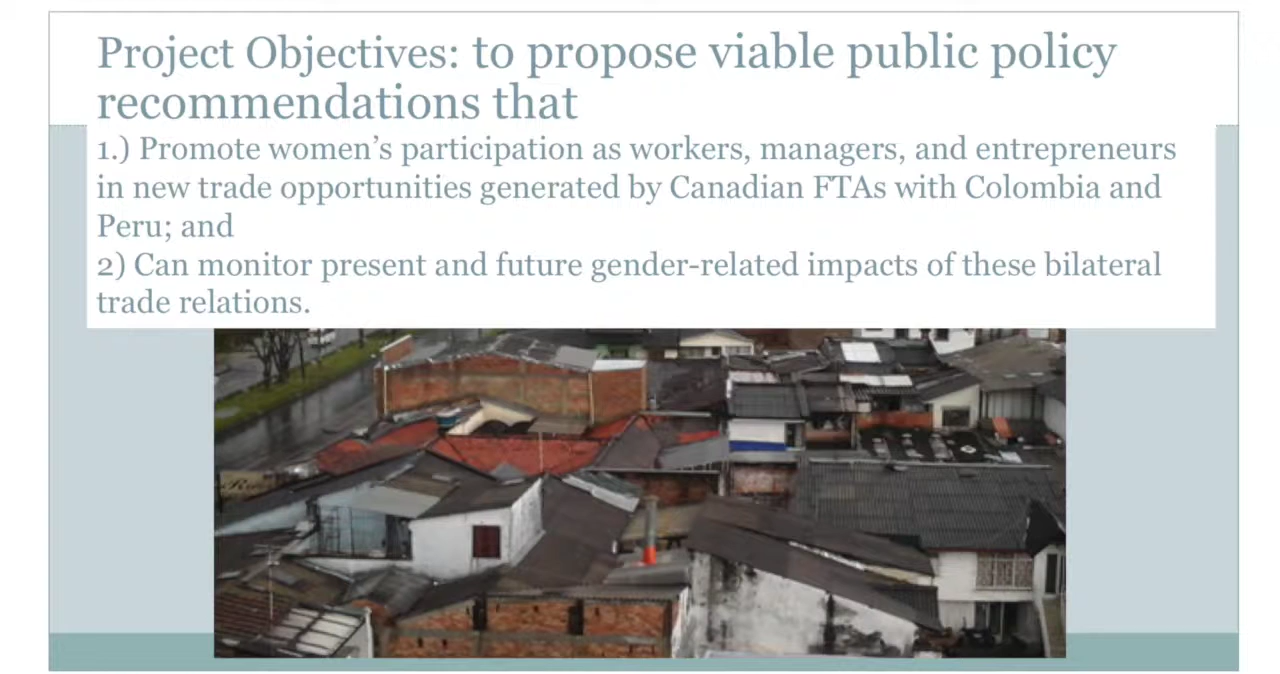 Project Objectives: to propose viable public policy
recommendations that
1.) Promote women's participation as workers, managers, and entrepreneurs
in new trade opportunities generated by Canadian FTAs with Colombia and
Peru; and
2) Can monitor present and future gender-related impacts of these bilateral
trade relations.